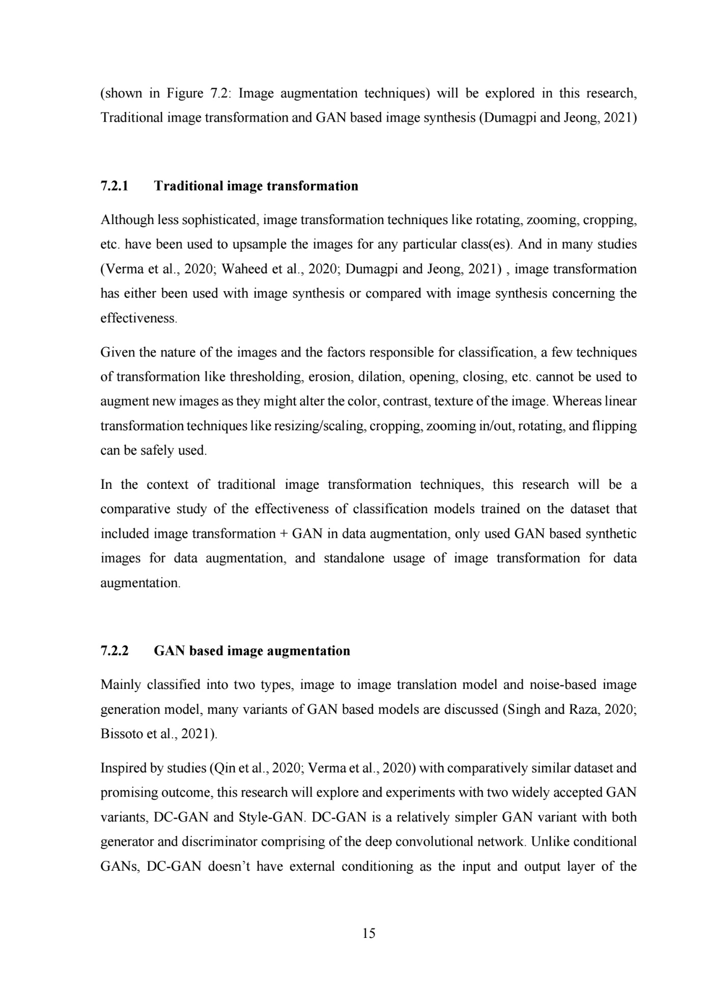 (shown in Figure 7.2: Image augmentation techniques) will be explored in this research,
Traditional image transformation and GAN based image synthesis (Dumagpi and Jeong, 2021)
7.2.1 Traditional image transformation
Although less sophisticated, image transformation techniques like rotating, zooming, cropping,
etc. have been used to upsample the images for any particular class(es). And in many studies
(Verma et al., 2020; Waheed et al., 2020; Dumagpi and Jeong, 2021) , image transformation
has either been used with image synthesis or compared with image synthesis concerning the
effectiveness.
Given the nature of the images and the factors responsible for classification, a few techniques
of transformation like thresholding, erosion, dilation, opening, closing, etc. cannot be used to
augment new images as they might alter the color, contrast, texture of the image. Whereas linear
transformation techniques like resizing/scaling, cropping, zooming in/out, rotating, and flipping
can be safely used.
In the context of traditional image transformation techniques, this research will be a
comparative study of the effectiveness of classification models trained on the dataset that
included image transformation + GAN in data augmentation, only used GAN based synthetic
images for data augmentation, and standalone usage of image transformation for data
augmentation.
7.2.2 GAN based image augmentation
Mainly classified into two types, image to image translation model and noise-based image
generation model, many variants of GAN based models are discussed (Singh and Raza, 2020;
Bissoto et al., 2021).
Inspired by studies (Qin et al., 2020; Verma et al., 2020) with comparatively similar dataset and
promising outcome, this research will explore and experiments with two widely accepted GAN
variants, DC-GAN and Style-GAN. DC-GAN is a relatively simpler GAN variant with both
generator and discriminator comprising of the deep convolutional network. Unlike conditional
GANs, DC-GAN doesn’t have external conditioning as the input and output layer of the
15